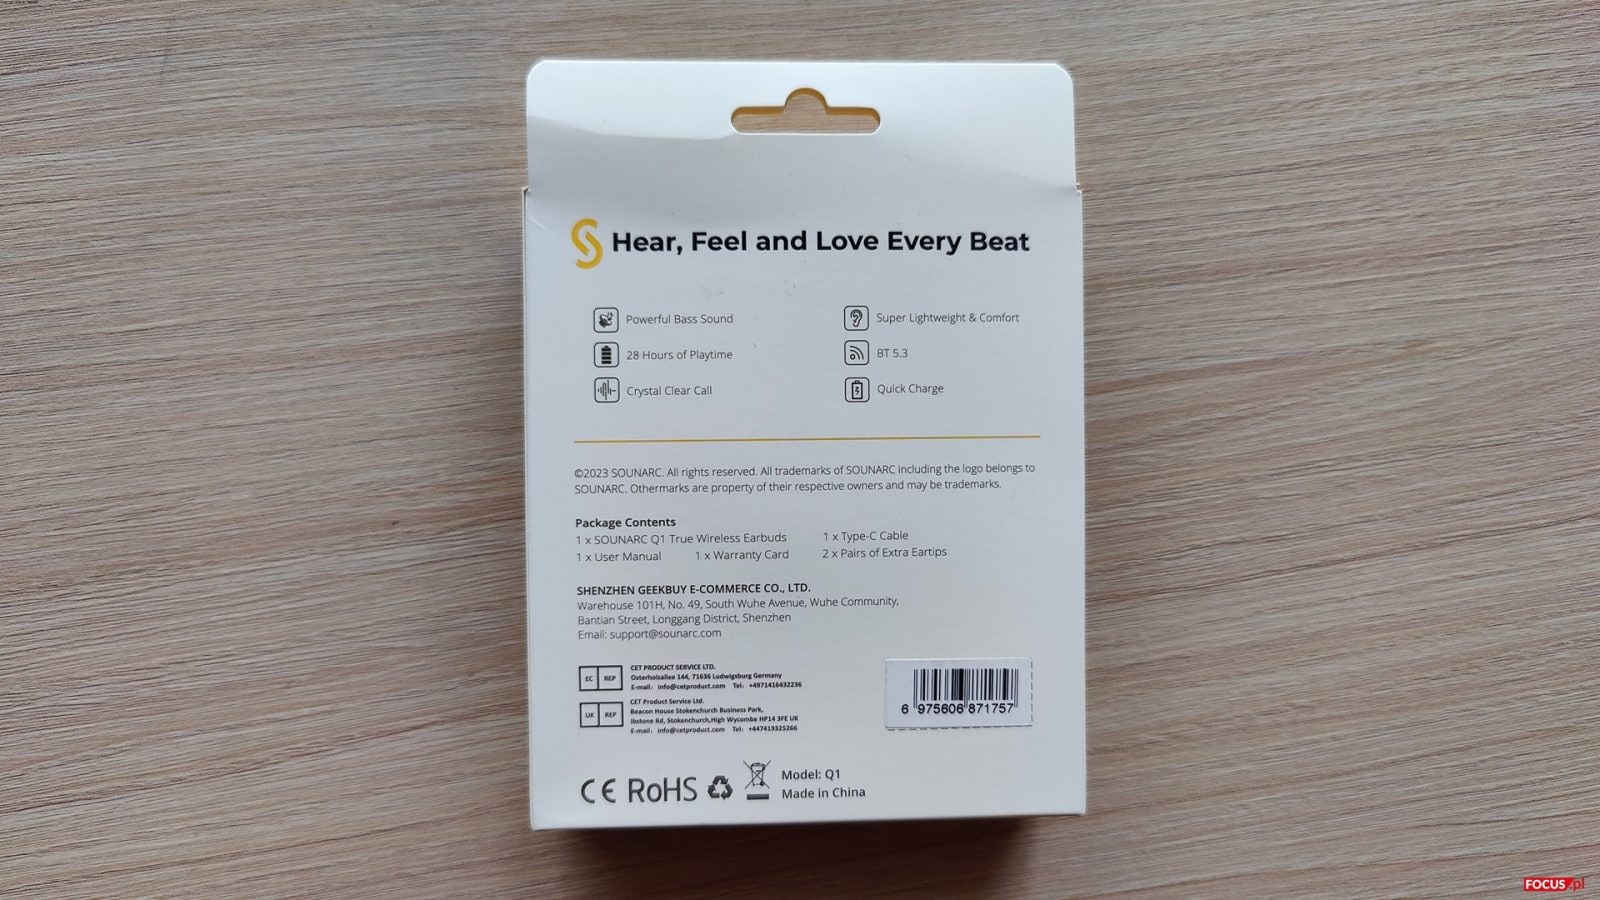 Hear, Feel and Love Every Beat
Powerful Bass Sound
Super Lightweight & Comfort
28 Hours of Playtime
BT 5.3
Crystal Clear Call
Quick Charge
©2023 SOUNARC. All rights reserved. All trademarks of SOUNARC including the logo belongs to
SOUNARC. Othermarks are property of their respective owners and may be trademarks.
Package Contents
1 x SOUNARC Q1 True Wireless Earbuds
1 x Type-C Cable
1 x User Manual
1 x Warranty Card
2 x Pairs of Extra Eartips
SHENZHEN GEEKBUY E-COMMERCE CO., LTD.
Warehouse 101H, No. 49, South Wuhe Avenue, Wuhe Community,
Bantian Street, Longgang District, Shenzhen
Email: support@sounarc.com
EC REP
CET PRODUCT SERVICE LTD.
Osterholzallee 144, 71636 Ludwigsburg Germany
E-mail: info@cetproduct.com Tel: +4971416432236
UK REP
CET Product Service Ltd.
Beacon House Stokenchurch Business Park,
Ibstone Rd, Stokenchurch,High Wycombe HP14 3FE UK
E-mail: info@cetproduct.com Tel: +447419325266
6 975606 871757
CE RoHS
Model: Q1
Made in China
FOCUS.pl